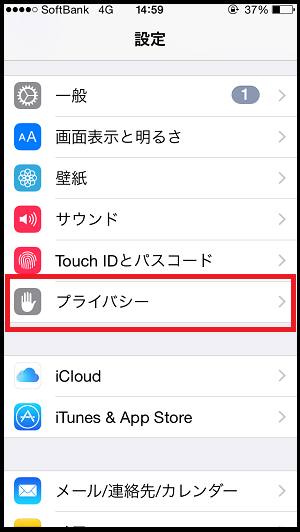 SoftBank 4G 14:59 37%
設定
一般 1
画面表示と明るさ
AA
壁紙
サウンド
Touch IDとパスコード
プライバシー
iCloud
iTunes & App Store
メール/連絡先/カレンダー